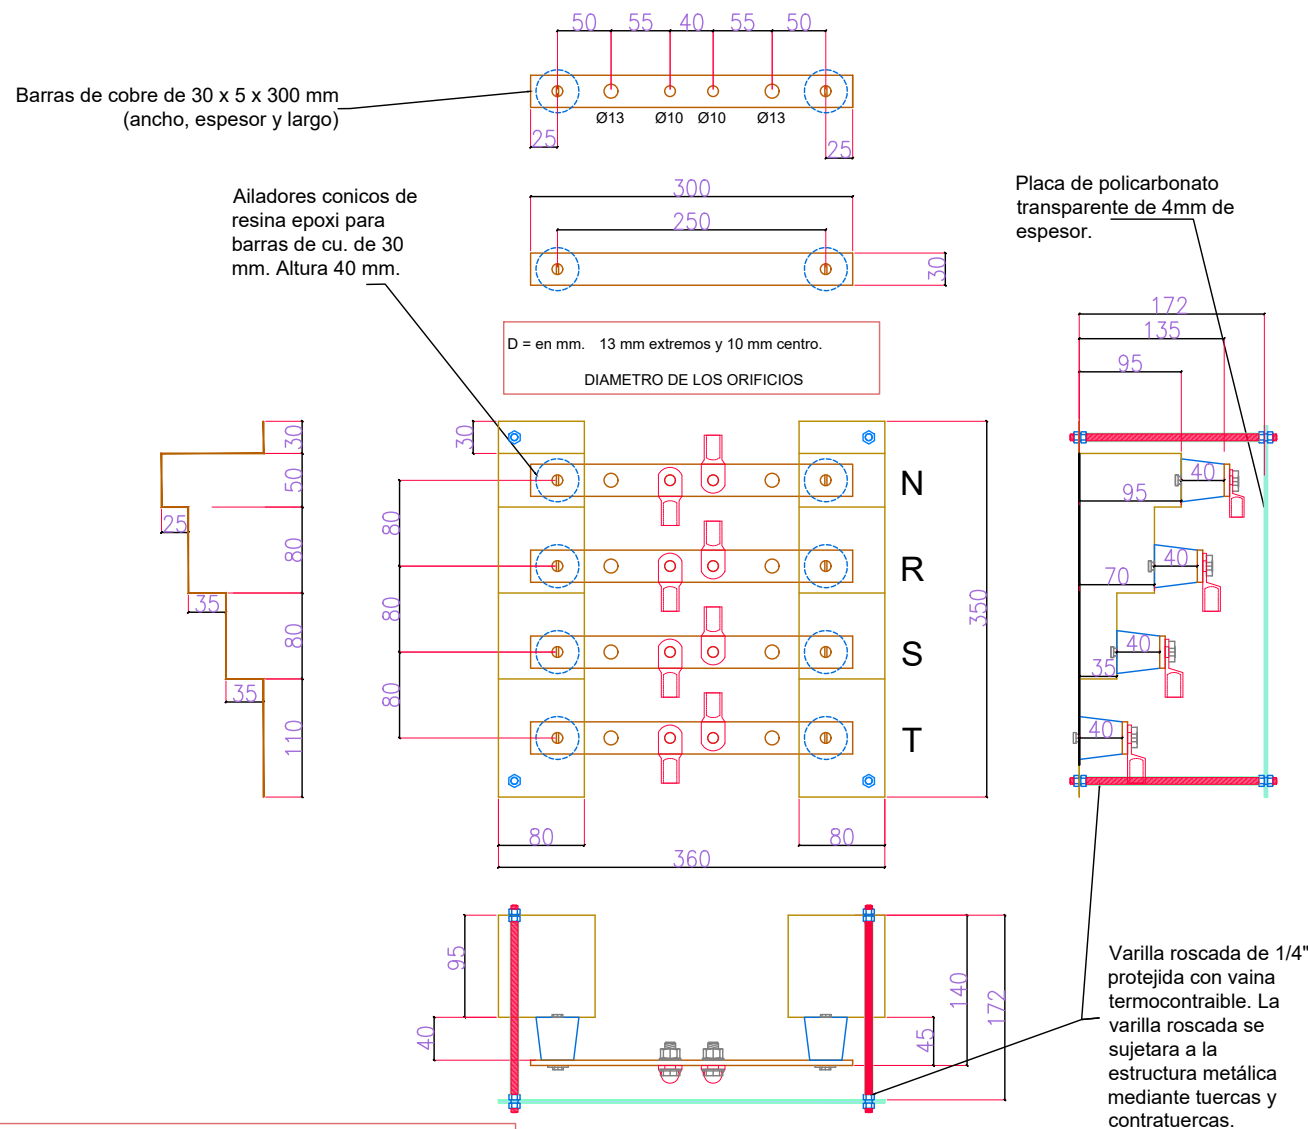 50 55 40 55 50
Barras de cobre de 30 x 5 x 300 mm
(ancho, espesor y largo)
Ø13 Ø10 Ø10 Ø13
25 25
Ailadores conicos de
resina epoxi para
barras de cu. de 30
mm. Altura 40 mm.
300
250
30
Placa de policarbonato
transparente de 4mm de
espesor.
D = en mm. 13 mm extremos y 10 mm centro.
DIAMETRO DE LOS ORIFICIOS
172
135
95
30
50
25
80
35
80
35
110
30
80
80
80
N
R
S
T
350
80 80
360
40
95
40
70
40
35
40
95
40
45
140
172
Varilla roscada de 1/4"
protejida con vaina
termocontraible. La
varilla roscada se
sujetara a la
estructura metálica
mediante tuercas y
contratuercas.